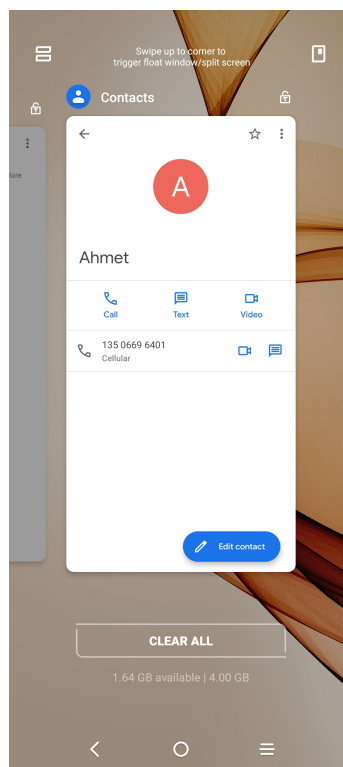 Swipe up to corner to
trigger float window/split screen
Contacts
lore
A
Ahmet
Call
Text
Video
135 0669 6401
Cellular
Edit contact
CLEAR ALL
1.64 GB available | 4.00 GB